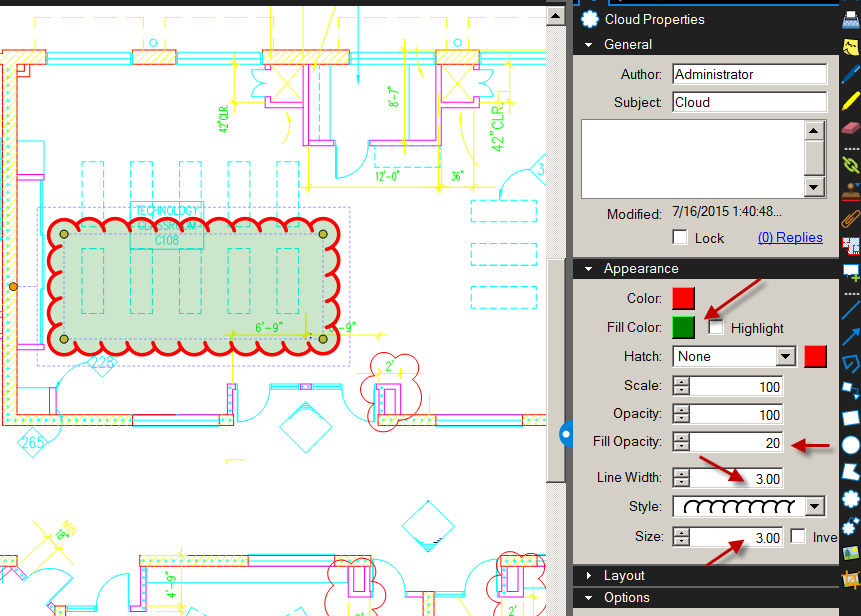 Cloud Properties
General
Author: Administrator
Subject: Cloud
Modified: 7/16/2015 1:40:48...
Lock (0) Replies
Appearance
Color:
Fill Color: Highlight
Hatch: None
Scale: 100
Opacity: 100
Fill Opacity: 20
Line Width: 3.00
Style:
Size: 3.00 Inve
Layout
Options
42"CLR.
8'-7"
42"CLR.
12'-0"
36"
3
TECHNOLOGY
CLASSROOM
C108
6'-9"
-9"
228
2'
265
MIN.
18"
4'-9"
2'